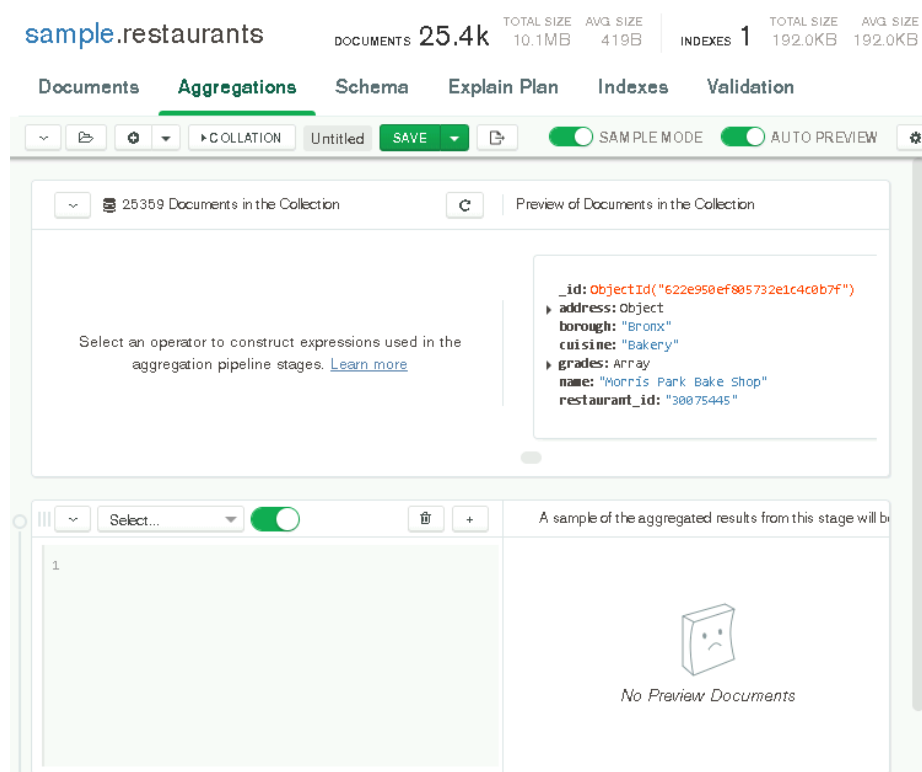 sample.restaurants
DOCUMENTS 25.4k TOTAL SIZE 10.1MB AVG. SIZE 419B INDEXES 1 TOTAL SIZE 192.0KB AVG. SIZE 192.0KB
Documents Aggregations Schema Explain Plan Indexes Validation
COLLATION Untitled SAVE SAMPLE MODE AUTO PREVIEW
25359 Documents in the Collection
Preview of Documents in the Collection
Select an operator to construct expressions used in the
aggregation pipeline stages. Learn more
_id: ObjectId("622e950ef805732e1c4c0b7f")
address: Object
borough: "Bronx"
cuisine: "Bakery"
grades: Array
name: "Morris Park Bake Shop"
restaurant_id: "30075445"
Select...
A sample of the aggregated results from this stage will b
1
No Preview Documents